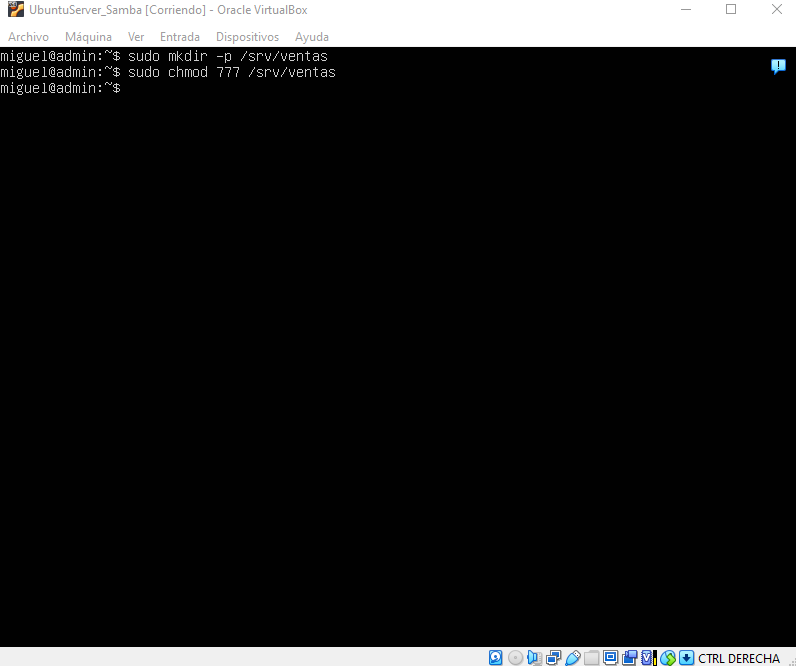 UbuntuServer_Samba [Corriendo] - Oracle VirtualBox
Archivo Máquina Ver Entrada Dispositivos Ayuda
miguel@admin:~$ sudo mkdir -p /srv/ventas
miguel@admin:~$ sudo chmod 777 /srv/ventas
miguel@admin:~$
CTRL DERECHA